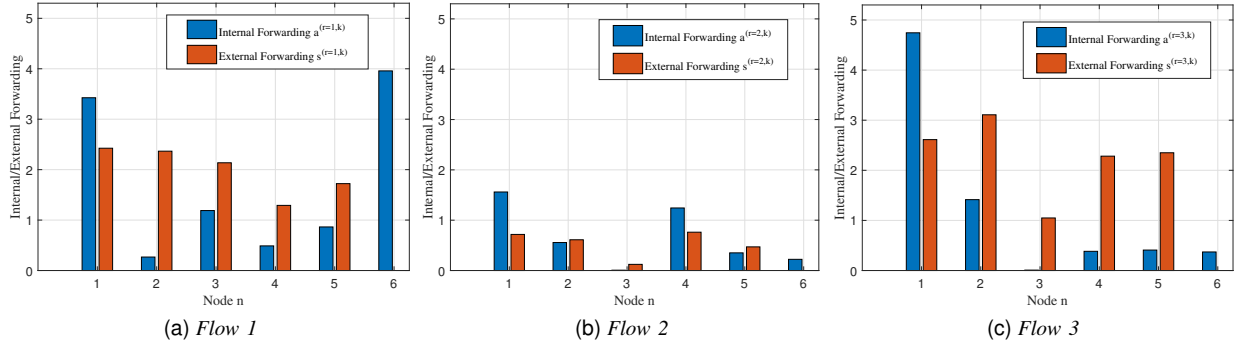 Internal/External Forwarding
5
4
3
2
1
0
Internal Forwarding a^(r=1,k)
External Forwarding s^(r=1,k)
1 2 3 4 5 6
Node n
(a) Flow 1
Internal/External Forwarding
5
4
3
2
1
0
Internal Forwarding a^(r=2,k)
External Forwarding s^(r=2,k)
1 2 3 4 5 6
Node n
(b) Flow 2
Internal/External Forwarding
5
4
3
2
1
0
Internal Forwarding a^(r=3,k)
External Forwarding s^(r=3,k)
1 2 3 4 5 6
Node n
(c) Flow 3